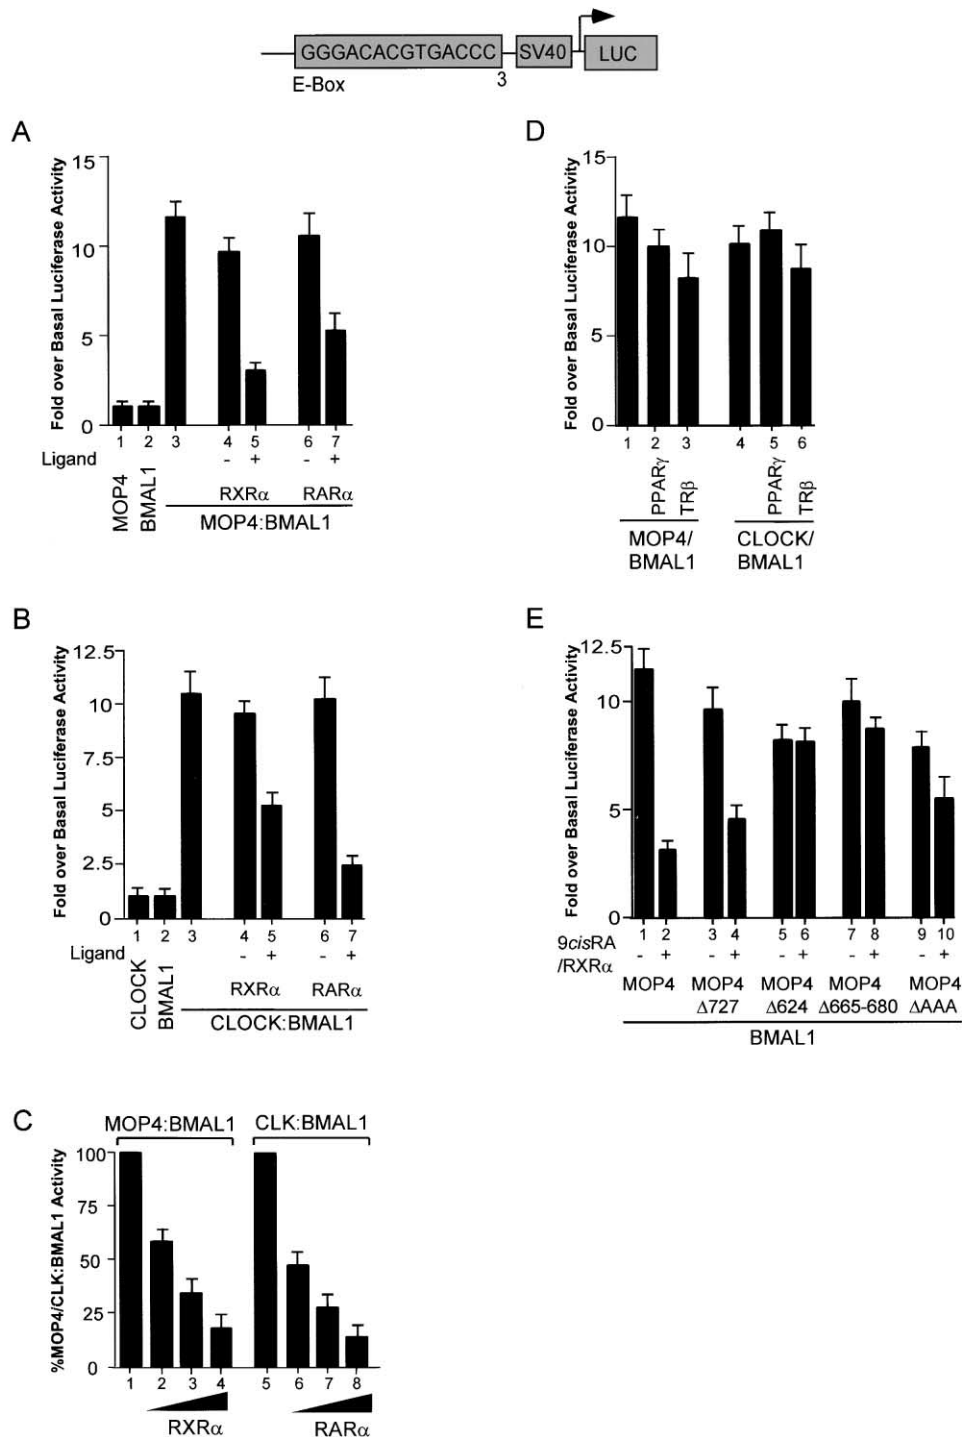 GGGACACGTGACCC SV40 LUC
E-Box 3
A
Fold over Basal Luciferase Activity
15
10
5
0
1 2 3 4 5 6 7
Ligand - + - +
MOP4
BMAL1
RXRα RARα
MOP4:BMAL1
D
Fold over Basal Luciferase Activity
15
10
5
0
1 2 3 4 5 6
PPARγ
TRβ
PPARγ
TRβ
MOP4/
BMAL1
CLOCK/
BMAL1
B
Fold over Basal Luciferase Activity
12.5
10
7.5
5
2.5
0
1 2 3 4 5 6 7
Ligand - + - +
CLOCK
BMAL1
RXRα RARα
CLOCK:BMAL1
E
Fold over Basal Luciferase Activity
12.5
5
0
1 2 3 4 5 6 7 8 9 10
9cisRA
/RXRα
- + - + - + - + - +
MOP4 MOP4 MOP4 MOP4 MOP4
Δ727 Δ624 Δ665-680 ΔAAA
BMAL1
C
MOP4:BMAL1 CLK:BMAL1
%MOP4/CLK:BMAL1 Activity
100
75
50
25
0
1 2 3 4 5 6 7 8
RXRα RARα